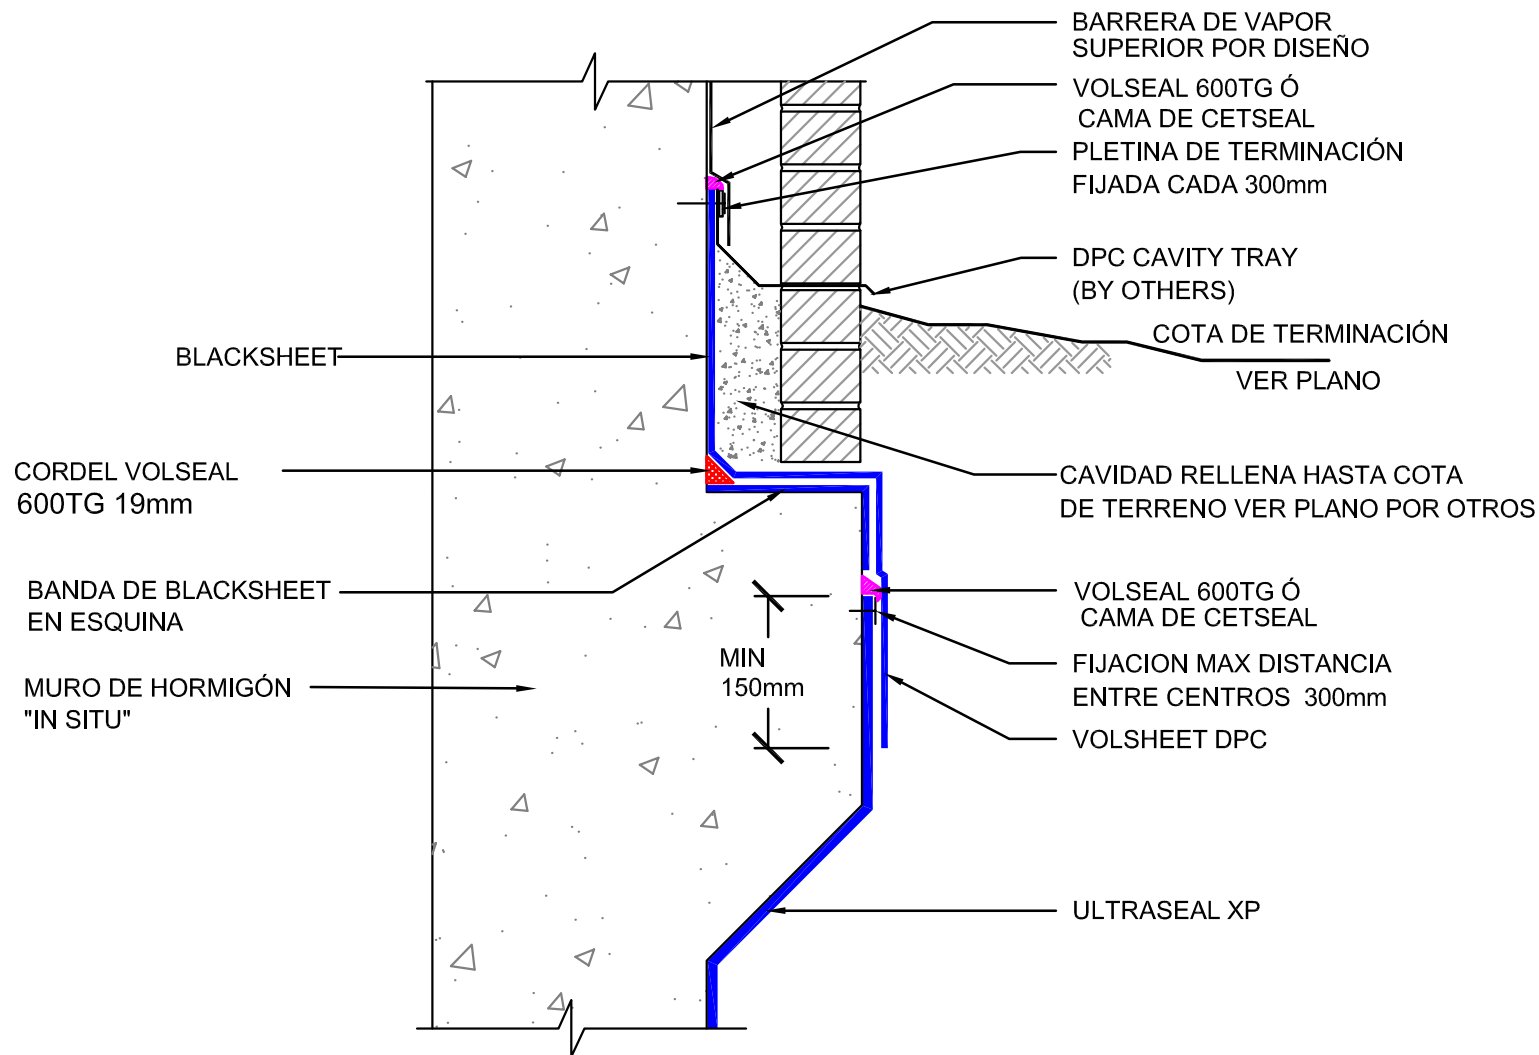 BARRERA DE VAPOR
SUPERIOR POR DISEÑO
VOLSEAL 600TG Ó
CAMA DE CETSEAL
PLETINA DE TERMINACIÓN
FIJADA CADA 300mm
DPC CAVITY TRAY
(BY OTHERS)
COTA DE TERMINACIÓN
VER PLANO
BLACKSHEET
CORDEL VOLSEAL
600TG 19mm
CAVIDAD RELLENA HASTA COTA
DE TERRENO VER PLANO POR OTROS
BANDA DE BLACKSHEET
EN ESQUINA
VOLSEAL 600TG Ó
CAMA DE CETSEAL
MIN
150mm
FIJACION MAX DISTANCIA
ENTRE CENTROS 300mm
MURO DE HORMIGÓN
"IN SITU"
VOLSHEET DPC
ULTRASEAL XP